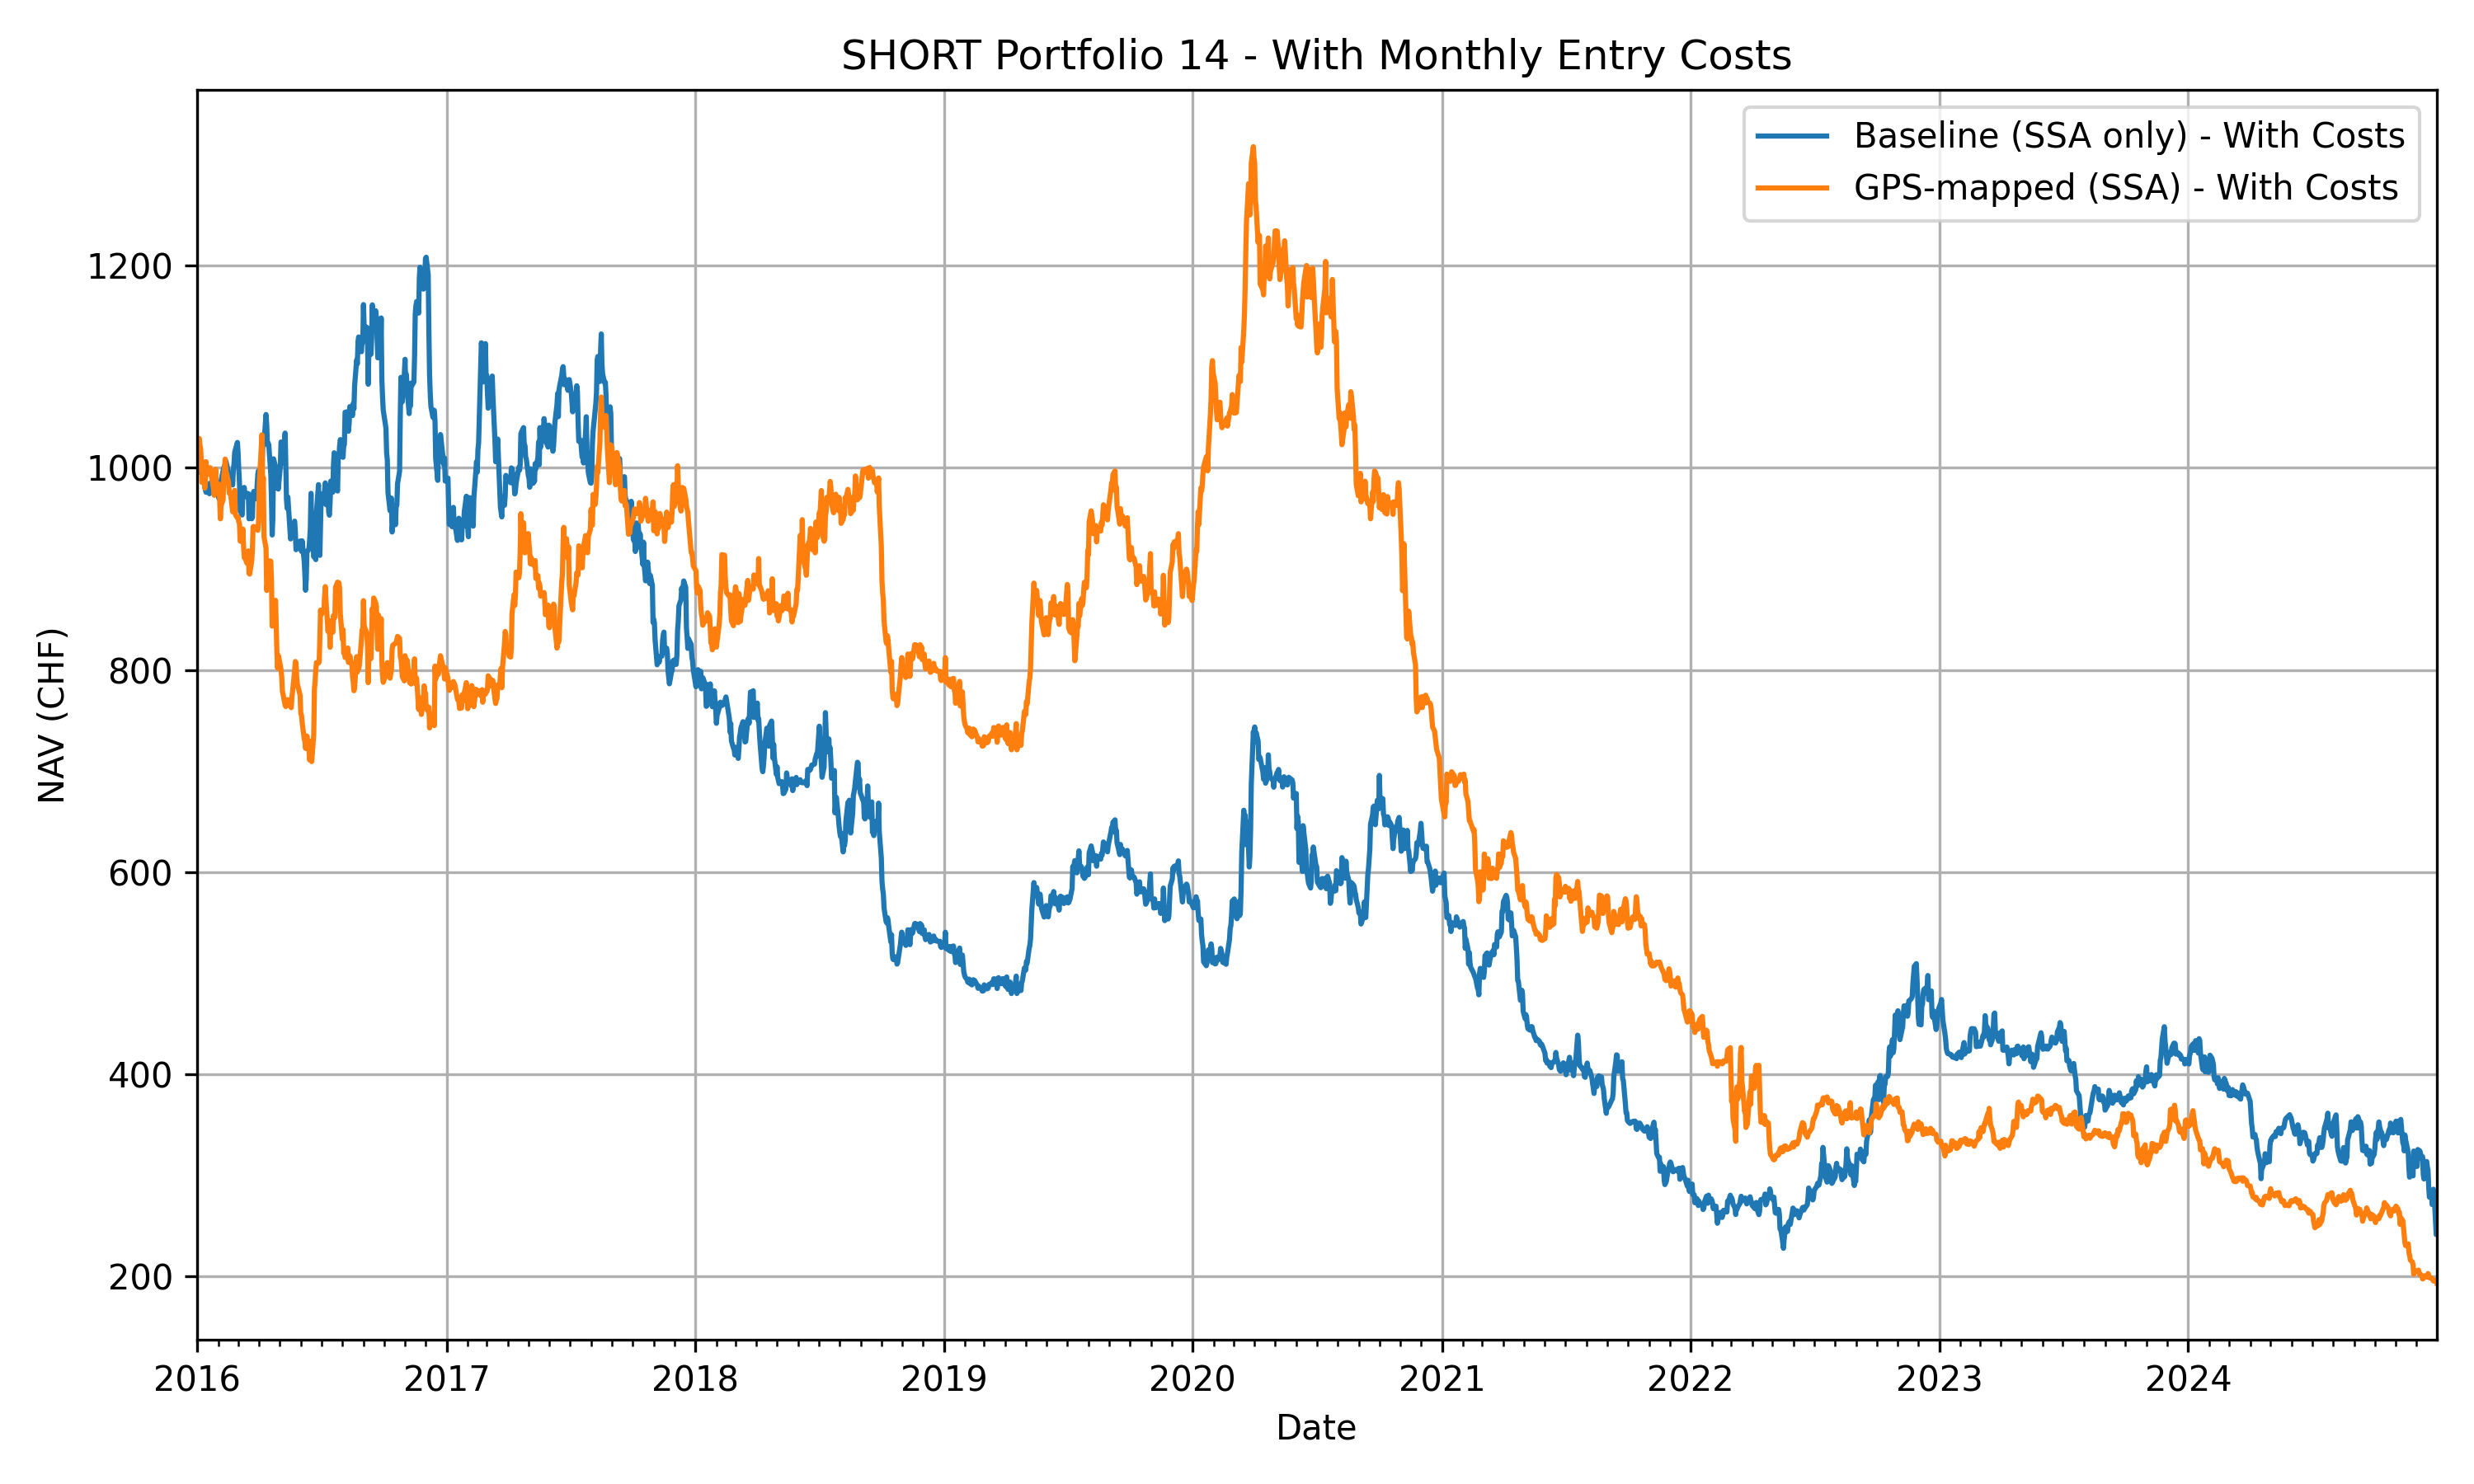 SHORT Portfolio 14 - With Monthly Entry Costs
Baseline (SSA only) - With Costs
GPS-mapped (SSA) - With Costs
NAV (CHF)
1200
1000
800
600
400
200
2016 2017 2018 2019 2020 2021 2022 2023 2024
Date